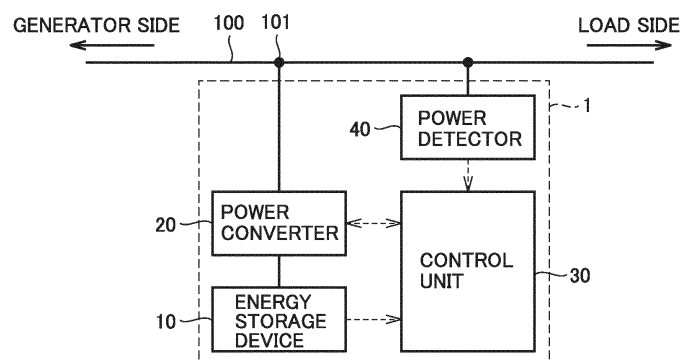 GENERATOR SIDE
100
101
LOAD SIDE
40
POWER
DETECTOR
1
20
POWER
CONVERTER
CONTROL
UNIT
30
10
ENERGY
STORAGE
DEVICE